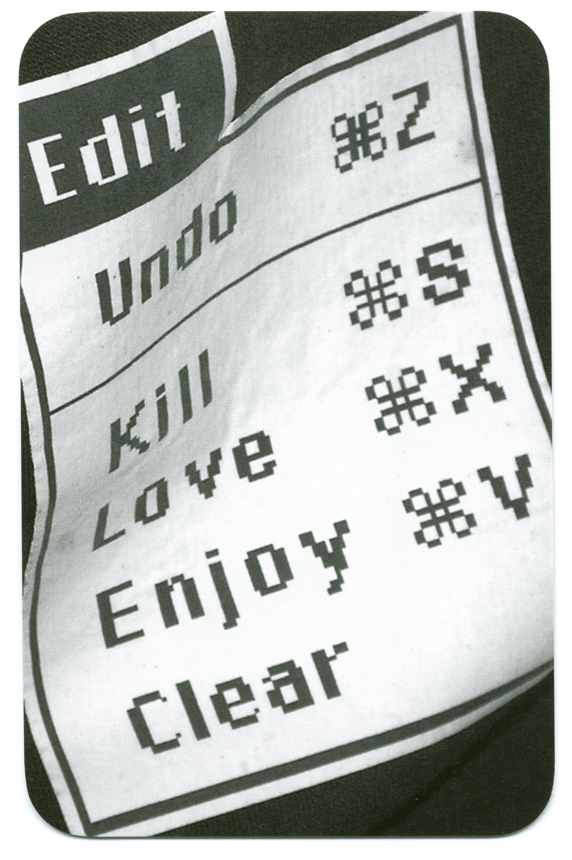 Edit
Undo ⌘Z
Kill ⌘S
Love ⌘X
Enjoy ⌘V
Clear